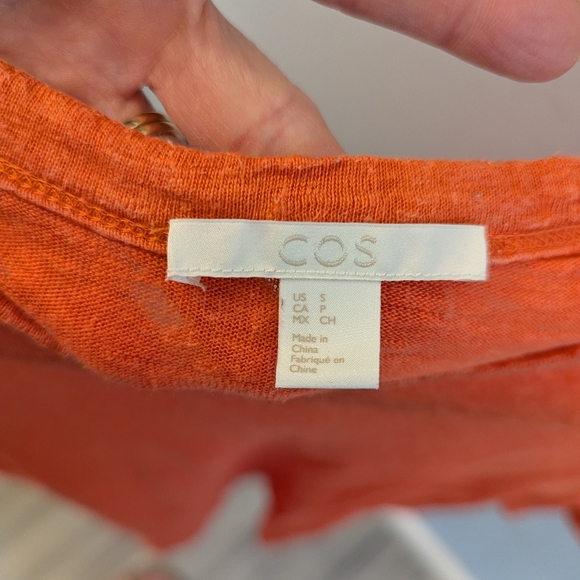 COS
US S
CA P
MX CH
Made in
China
Fabriqué en
Chine